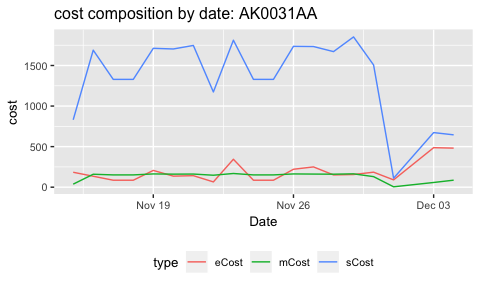 cost composition by date: AK0031AA
cost
1500
1000
500
0
Nov 19 Nov 26 Dec 03
Date
type eCost mCost sCost